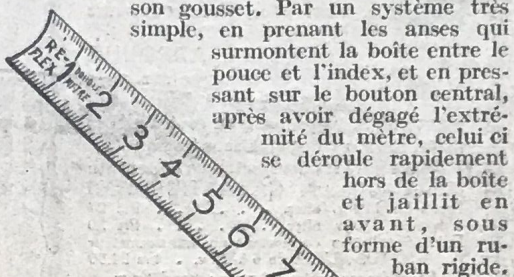 son gousset. Par un système très
simple, en prenant les anses qui
surmontent la boîte entre le
pouce et l'index, et en pres-
sant sur le bouton central,
après avoir dégagé l'extré-
mité du mètre, celui ci
se déroule rapidement
hors de la boîte
et jaillit en
avant, sous
forme d'un ru-
ban rigide.
1 2 3 4 5 6 7